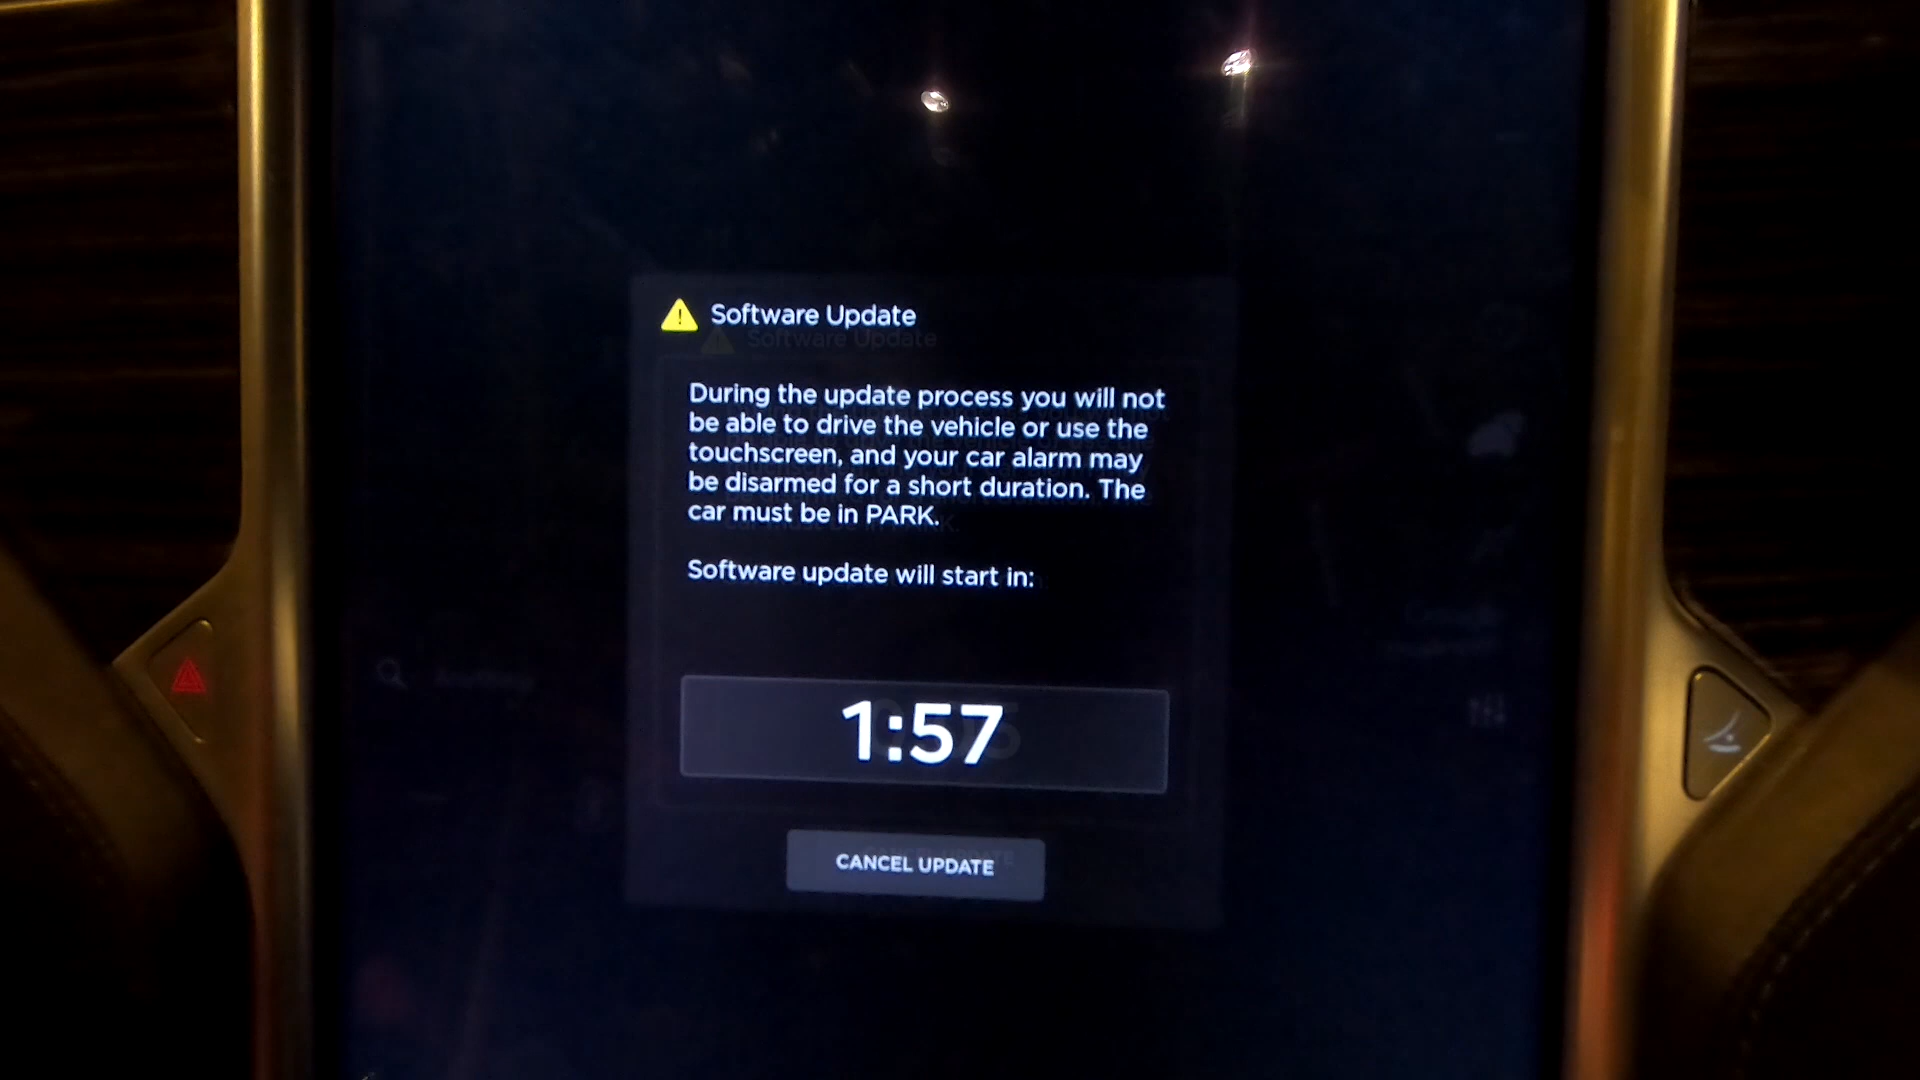 Software Update
During the update process you will not
be able to drive the vehicle or use the
touchscreen, and your car alarm may
be disarmed for a short duration. The
car must be in PARK.
Software update will start in:
1:57
CANCEL UPDATE